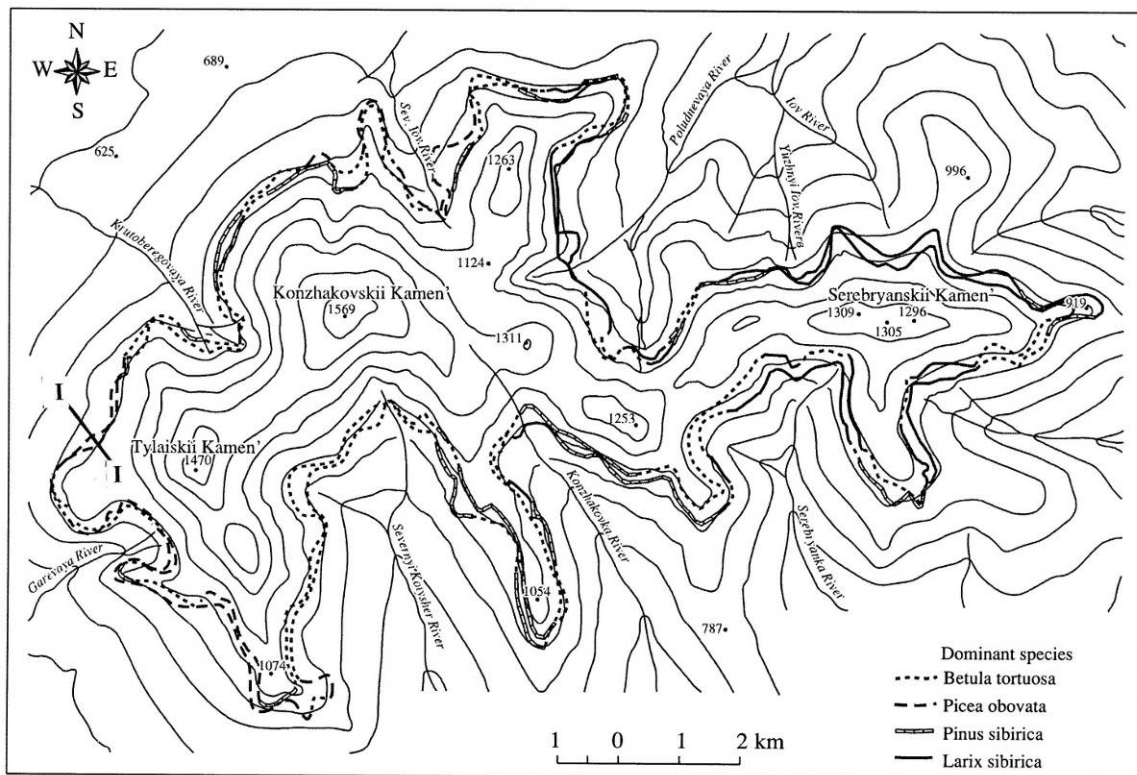 N
W E
S
689
625
Sev. Iov River
1263
Poludnevaya River
Iov River
Yuzhnyi Iov Rivera
996
Krutoberegovaya River
1124
Konzhakovskii Kamen'
1569
1311
Serebryanskii Kamen'
1309
1296
1305
919
I
I
Tylaiskii Kamen'
1470
1253
Garevaya River
Severnyi Katysher River
Konzhakovka River
Serebryanka River
1054
787
1074
Dominant species
Betula tortuosa
Picea obovata
Pinus sibirica
Larix sibirica
1 0 1 2 km